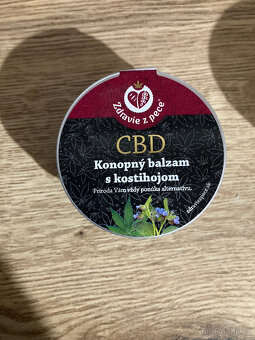 Zdravie z pece
CBD
Konopný balzam
s kostihojom
Príroda Vám vždy ponúka alternatívu.